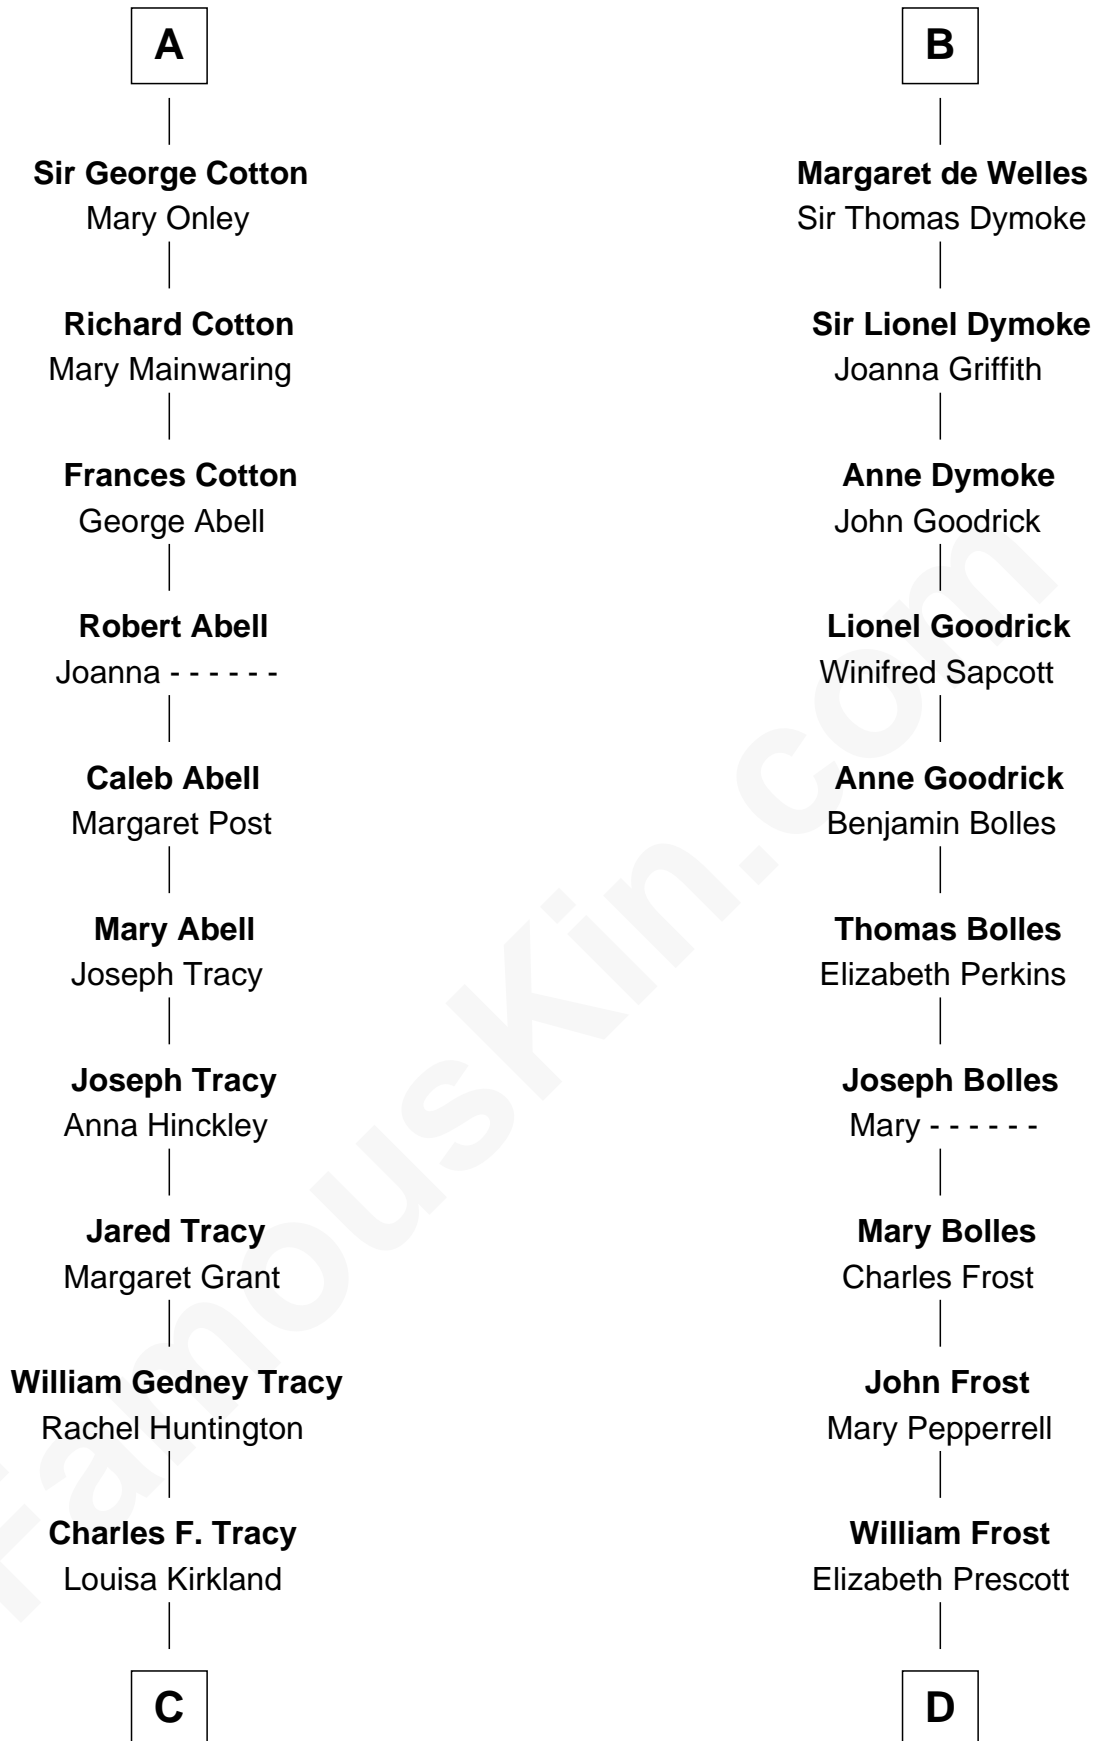 A
Sir George Cotton
Mary Onley
Richard Cotton
Mary Mainwaring
Frances Cotton
George Abell
Robert Abell
Joanna - - - - - -
Caleb Abell
Margaret Post
Mary Abell
Joseph Tracy
Joseph Tracy
Anna Hinckley
Jared Tracy
Margaret Grant
William Gedney Tracy
Rachel Huntington
Charles F. Tracy
Louisa Kirkland
C
B
Margaret de Welles
Sir Thomas Dymoke
Sir Lionel Dymoke
Joanna Griffith
Anne Dymoke
John Goodrick
Lionel Goodrick
Winifred Sapcott
Anne Goodrick
Benjamin Bolles
Thomas Bolles
Elizabeth Perkins
Joseph Bolles
Mary - - - - - -
Mary Bolles
Charles Frost
John Frost
Mary Pepperrell
William Frost
Elizabeth Prescott
D
FamousKin.com